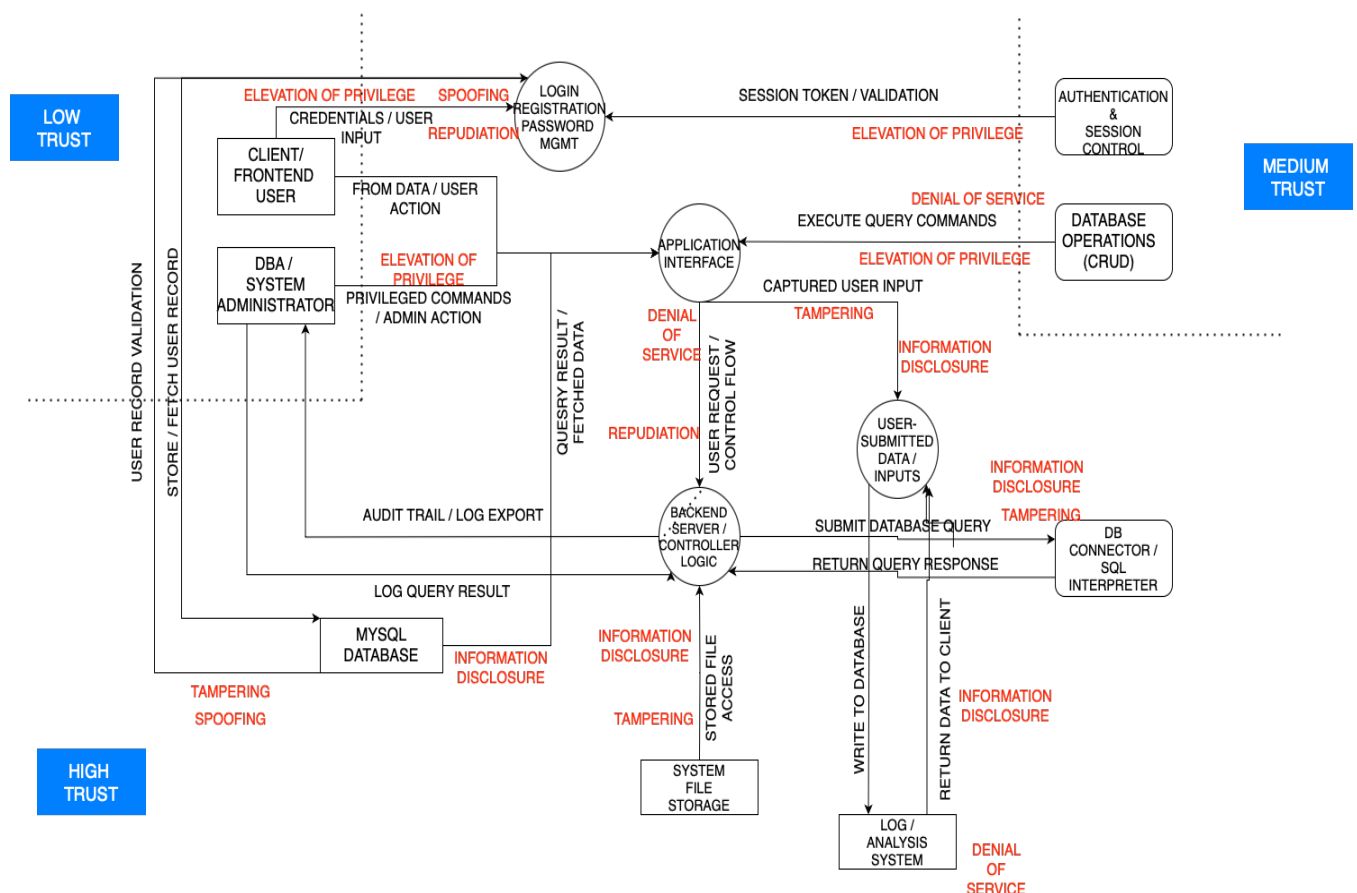 LOW
TRUST
ELEVATION OF PRIVILEGE
SPOOFING
CREDENTIALS / USER
INPUT
REPUDIATION
LOGIN
REGISTRATION
PASSWORD
MGMT
SESSION TOKEN / VALIDATION
ELEVATION OF PRIVILEGE
AUTHENTICATION
&
SESSION
CONTROL
MEDIUM
TRUST
CLIENT/
FRONTEND
USER
FROM DATA / USER
ACTION
DENIAL OF SERVICE
EXECUTE QUERY COMMANDS
ELEVATION OF PRIVILEGE
DATABASE
OPERATIONS
(CRUD)
APPLICATION
INTERFACE
DBA /
SYSTEM
ADMINISTRATOR
ELEVATION OF
PRIVILEGE
PRIVILEGED COMMANDS
/ ADMIN ACTION
CAPTURED USER INPUT
TAMPERING
DENIAL
OF
SERVICE
INFORMATION
DISCLOSURE
USER RECORD VALIDATION
STORE / FETCH USER RECORD
QUESRY RESULT /
FETCHED DATA
USER REQUEST /
CONTROL FLOW
REPUDIATION
USER-
SUBMITTED
DATA /
INPUTS
INFORMATION
DISCLOSURE
TAMPERING
AUDIT TRAIL / LOG EXPORT
BACKEND
SERVER /
CONTROLLER
LOGIC
SUBMIT DATABASE QUERY
RETURN QUERY RESPONSE
DB
CONNECTOR /
SQL
INTERPRETER
LOG QUERY RESULT
MYSQL
DATABASE
INFORMATION
DISCLOSURE
TAMPERING
SPOOFING
INFORMATION
DISCLOSURE
TAMPERING
STORED FILE
ACCESS
WRITE TO DATABASE
RETURN DATA TO CLIENT
INFORMATION
DISCLOSURE
HIGH
TRUST
SYSTEM
FILE
STORAGE
LOG /
ANALYSIS
SYSTEM
DENIAL
OF
SERVICE